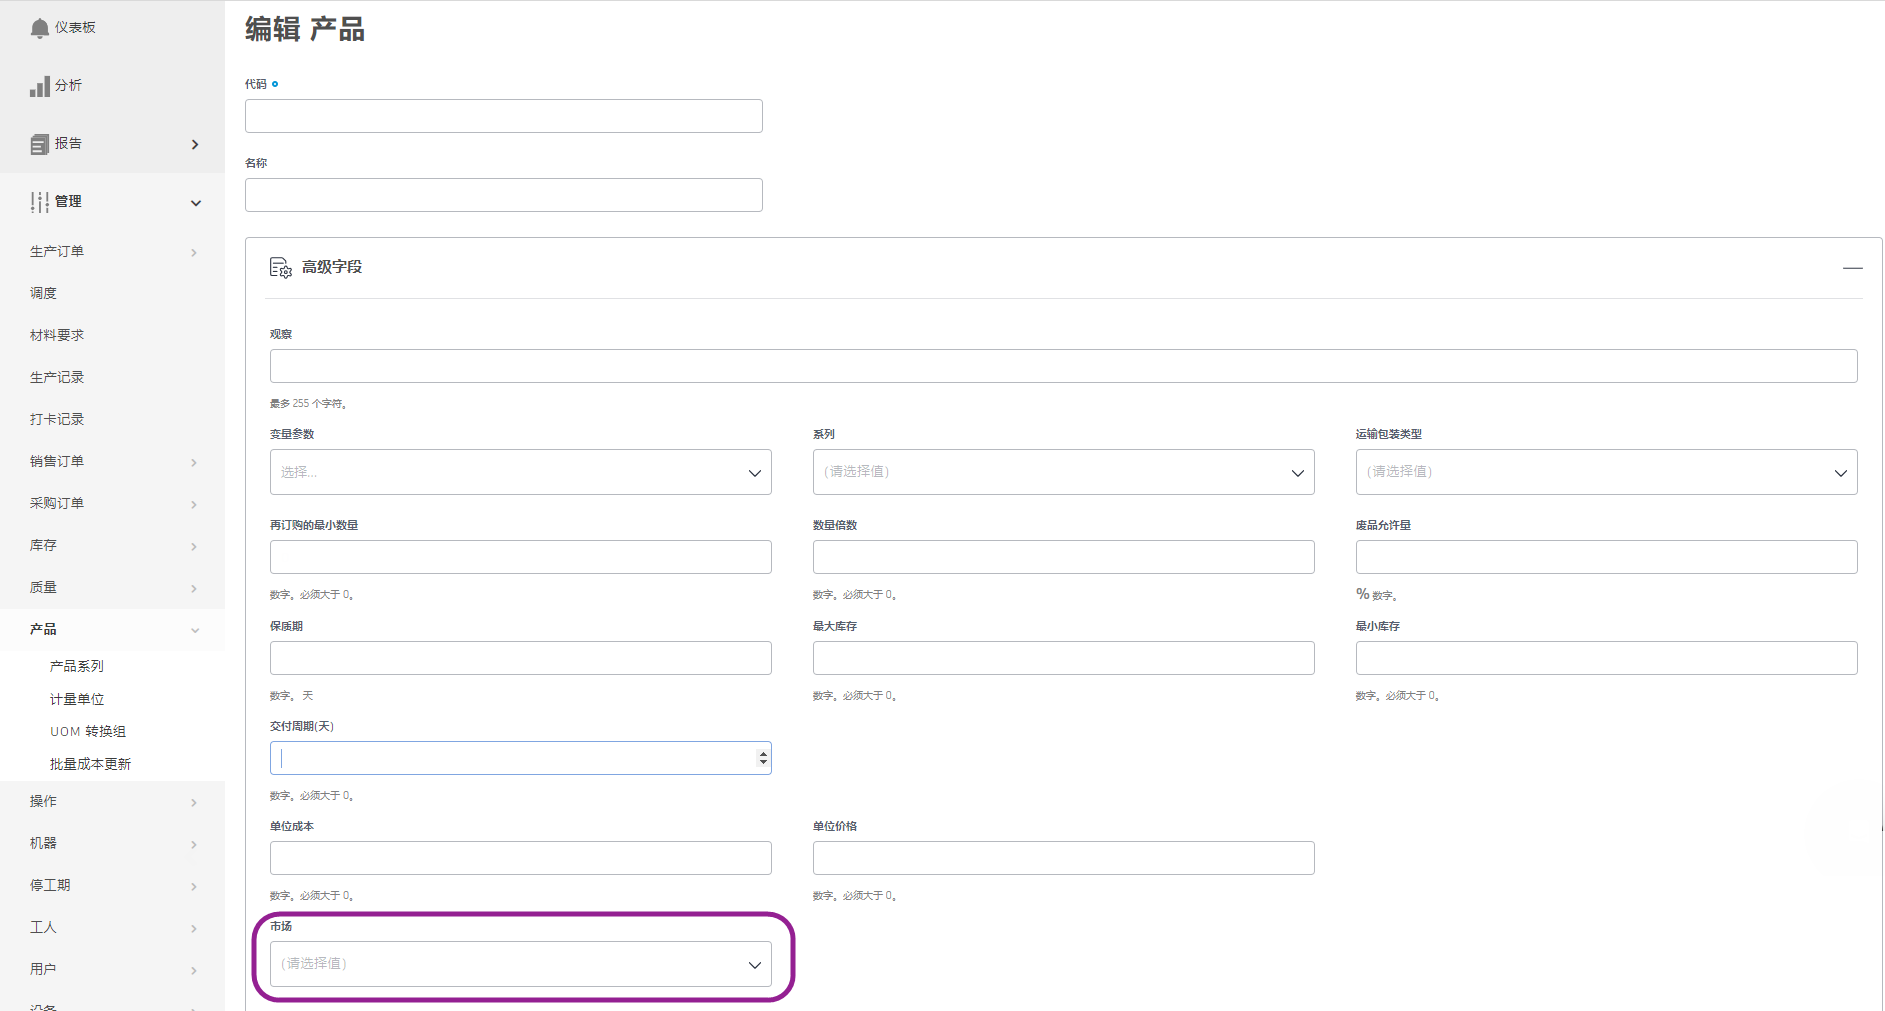 仪表板
分析
报告
管理
生产订单
调度
材料要求
生产记录
打卡记录
销售订单
采购订单
库存
质量
产品
产品系列
计量单位
UOM 转换组
批量成本更新
操作
机器
停工期
工人
用户
设备
编辑 产品
代码
名称
高级字段
观察
最多 255 个字符。
变量参数 系列 运输包装类型
选择... (请选择值) (请选择值)
再订购的最小数量 数量倍数 废品允许量
数字。必须大于 0。 数字。必须大于 0。 % 数字。
保质期 最大库存 最小库存
数字。 天 数字。必须大于 0。 数字。必须大于 0。
交付周期(天)
数字。必须大于 0。
单位成本 单位价格
数字。必须大于 0。 数字。必须大于 0。
市场
(请选择值)